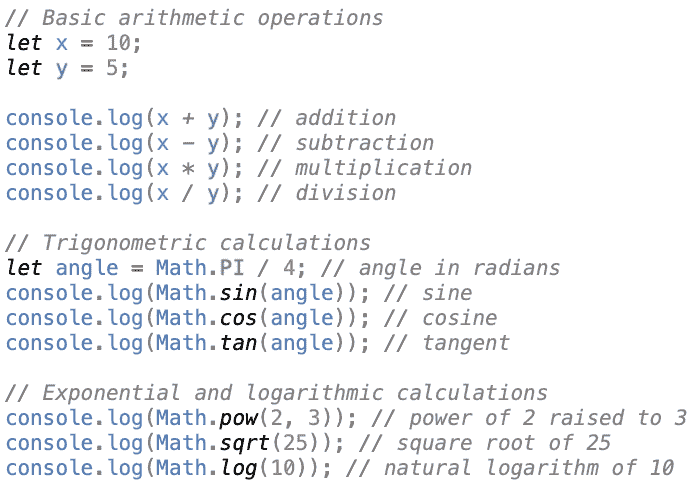 // Basic arithmetic operations
let x = 10;
let y = 5;

console.log(x + y); // addition
console.log(x - y); // subtraction
console.log(x * y); // multiplication
console.log(x / y); // division

// Trigonometric calculations
let angle = Math.PI / 4; // angle in radians
console.log(Math.sin(angle)); // sine
console.log(Math.cos(angle)); // cosine
console.log(Math.tan(angle)); // tangent

// Exponential and logarithmic calculations
console.log(Math.pow(2, 3)); // power of 2 raised to 3
console.log(Math.sqrt(25)); // square root of 25
console.log(Math.log(10)); // natural logarithm of 10